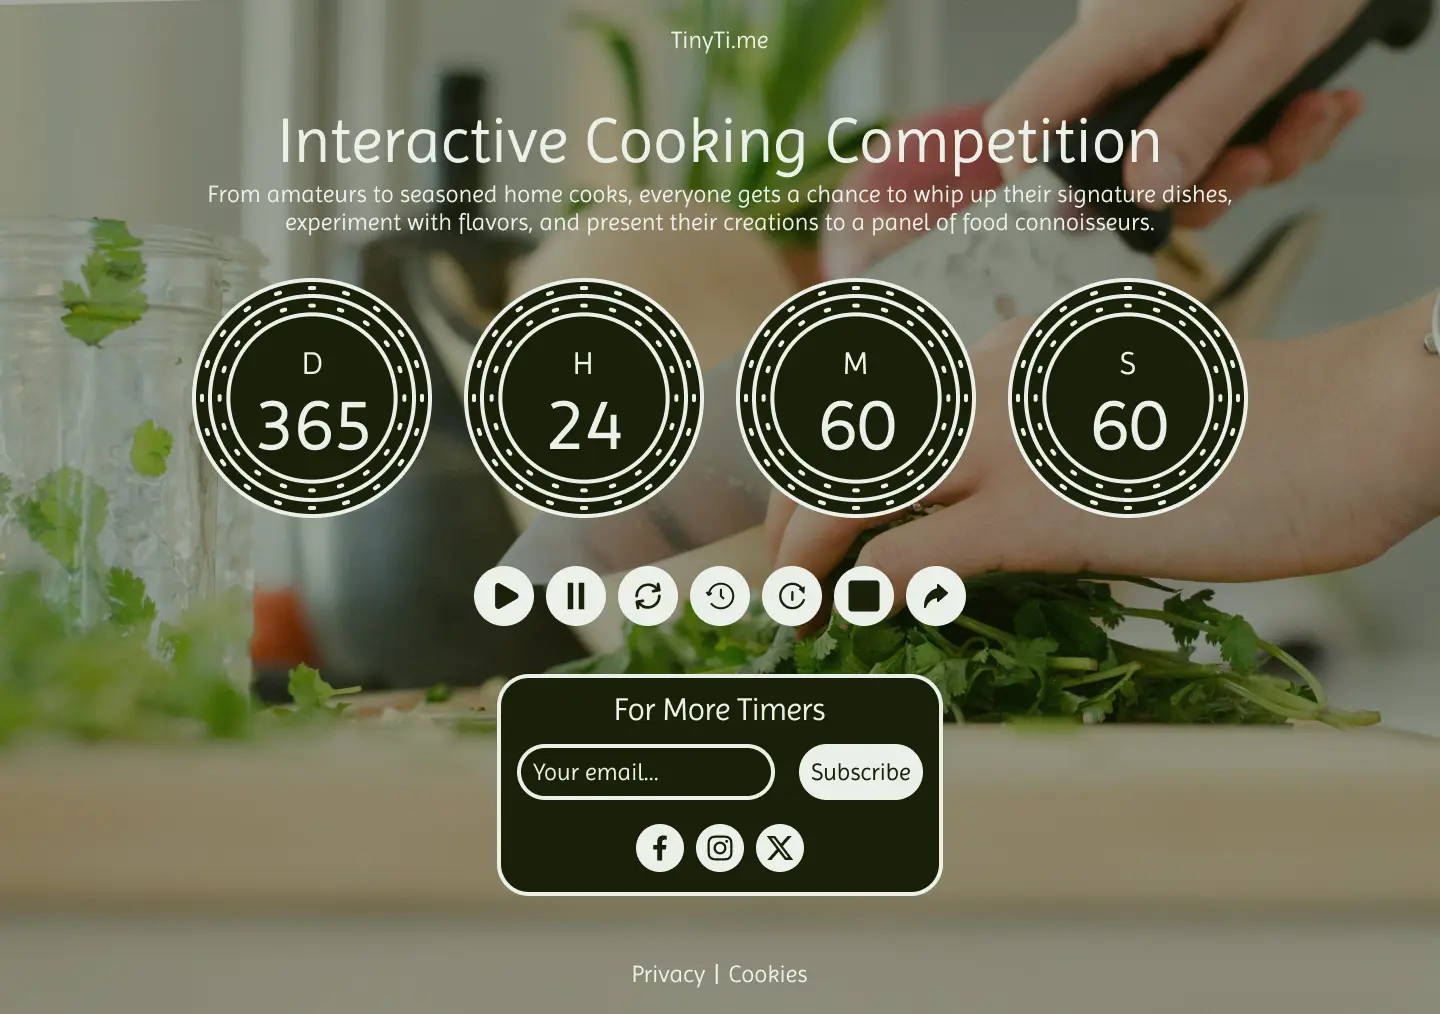 TinyTi.me
Interactive Cooking Competition
From amateurs to seasoned home cooks, everyone gets a chance to whip up their signature dishes,
experiment with flavors, and present their creations to a panel of food connoisseurs.
D
365
H
24
M
60
S
60
For More Timers
Your email...
Subscribe
Privacy | Cookies